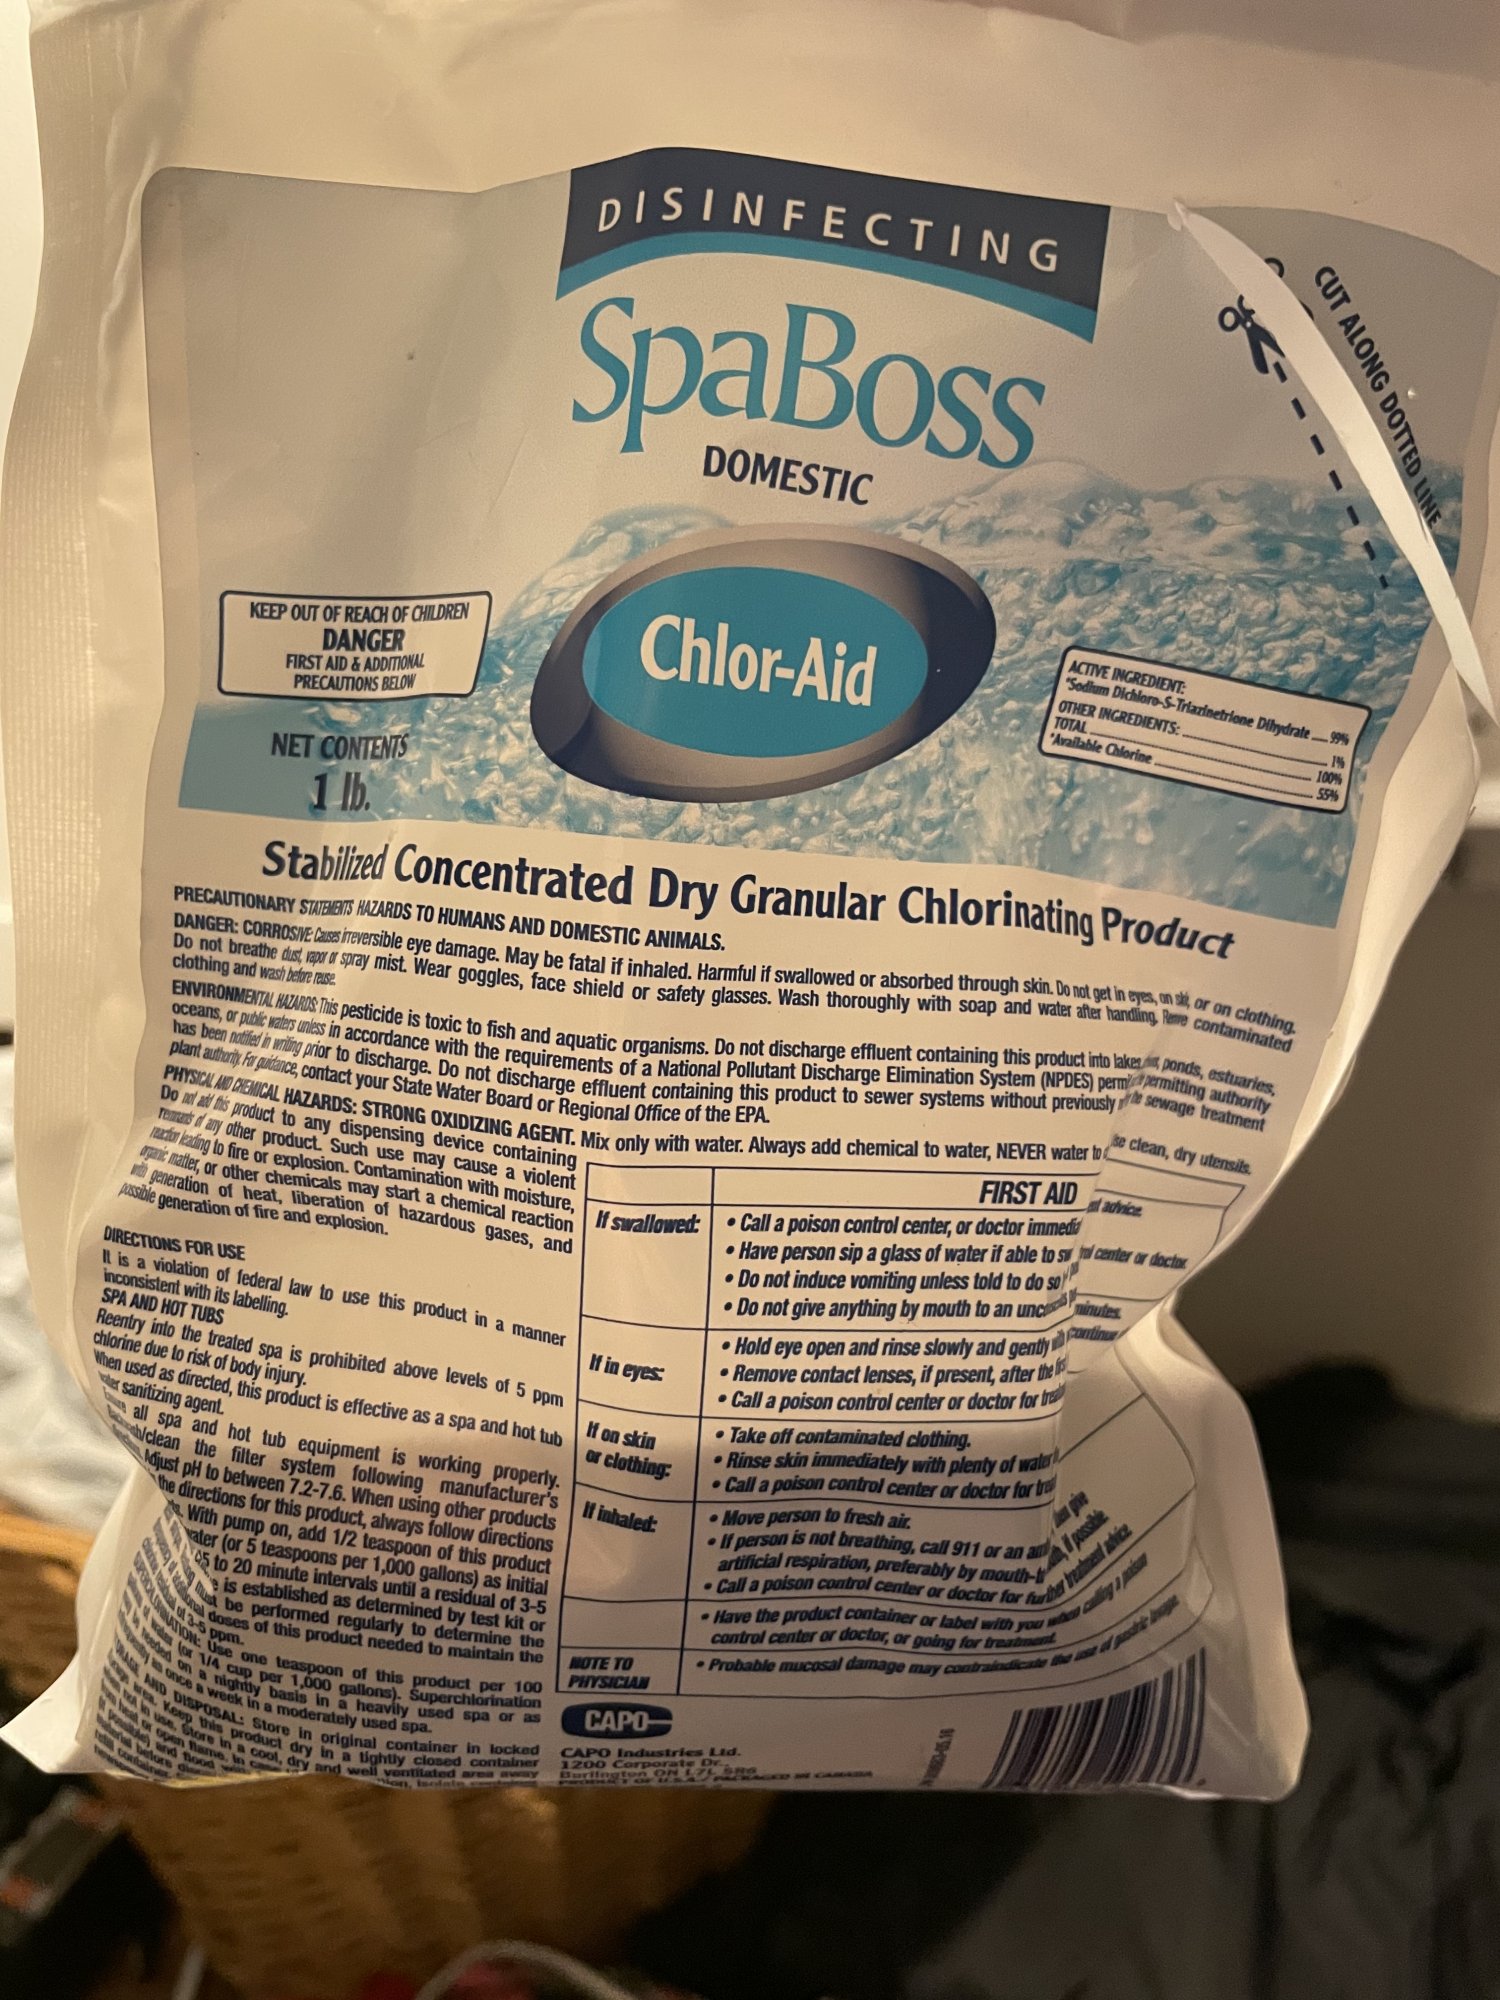 DISINFECTING
CUT ALONG DOTTED LINE
SpaBoss
DOMESTIC
Chlor-Aid
KEEP OUT OF REACH OF CHILDREN
DANGER
FIRST AID & ADDITIONAL
PRECAUTIONS BELOW
NET CONTENTS
1 lb.
ACTIVE INGREDIENT:
*Sodium Dichloro-S-Triazinetrione Dihydrate 99%
OTHER INGREDIENTS: 1%
TOTAL 100%
*Available Chlorine 55%
Stabilized Concentrated Dry Granular Chlorinating Product
PRECAUTIONARY STATEMENTS HAZARDS TO HUMANS AND DOMESTIC ANIMALS.
DANGER: CORROSIVE: Causes irreversible eye damage. May be fatal if inhaled. Harmful if swallowed or absorbed through skin. Do not get in eyes, on skin, or on clothing.
Do not breathe dust, vapor or spray mist. Wear goggles, face shield or safety glasses. Wash thoroughly with soap and water after handling. Remove contaminated
clothing and wash before reuse.
ENVIRONMENTAL HAZARDS: This pesticide is toxic to fish and aquatic organisms. Do not discharge effluent containing this product into lakes, ponds, estuaries,
oceans, or public waters unless in accordance with the requirements of a National Pollutant Discharge Elimination System (NPDES) permit permitting authority
has been notified in writing prior to discharge. Do not discharge effluent containing this product to sewer systems without previously sewage treatment
plant authority. For guidance, contact your State Water Board or Regional Office of the EPA.
PHYSICAL AND CHEMICAL HAZARDS: STRONG OXIDIZING AGENT. Mix only with water. Always add chemical to water, NEVER water to clean, dry utensils.
Do not add this product to any dispensing device containing
remnants of any other product. Such use may cause a violent
reaction leading to fire or explosion. Contamination with moisture,
organic matter, or other chemicals may start a chemical reaction
with generation of heat, liberation of hazardous gases, and
possible generation of fire and explosion.
DIRECTIONS FOR USE
It is a violation of federal law to use this product in a manner
inconsistent with its labelling.
SPA AND HOT TUBS
Reentry into the treated spa is prohibited above levels of 5 ppm
chlorine due to risk of body injury.
When used as directed, this product is effective as a spa and hot tub
water sanitizing agent.
all spa and hot tub equipment is working properly.
clean the filter system following manufacturer's
Adjust pH to between 7.2-7.6. When using other products
the directions for this product, always follow directions
With pump on, add 1/2 teaspoon of this product
water (or 5 teaspoons per 1,000 gallons) as initial
to 20 minute intervals until a residual of 3-5
is established as determined by test kit or
must be performed regularly to determine the
additional doses of this product needed to maintain the
of 3-5 ppm.
Use one teaspoon of this product per 100
(or 1/4 cup per 1,000 gallons). Superchlorination
needed on a nightly basis in a heavily used spa or as
once a week in a moderately used spa.
AND DISPOSAL: Store in original container in locked
area. Keep this product dry in a tightly closed container
when not in use. Store in a cool, dry and well ventilated area away
FIRST AID
If swallowed:
• Call a poison control center, or doctor advice.
• Have person sip a glass of water if able to center or doctor.
• Do not induce vomiting unless told to do so
• Do not give anything by mouth to an
If in eyes:
• Hold eye open and rinse slowly and gently minutes.
• Remove contact lenses, if present, after the continue
• Call a poison control center or doctor for
If on skin
or clothing:
• Take off contaminated clothing.
• Rinse skin immediately with plenty of water
• Call a poison control center or doctor for
If inhaled:
• Move person to fresh air.
• If person is not breathing, call 911 or an then give
artificial respiration, preferably by if possible.
• Call a poison control center or doctor for further treatment advice.
• Have the product container or label with you when calling a poison
control center or doctor, or going for treatment.
NOTE TO
PHYSICIAN
• Probable mucosal damage may contraindicate the use of gastric lavage.
CAPO
CAPO Industries Ltd.
1200 Corporate Dr.
Burlington ON L7L 5R6
PRODUCT OF U.S.A. / PACKAGED IN CANADA